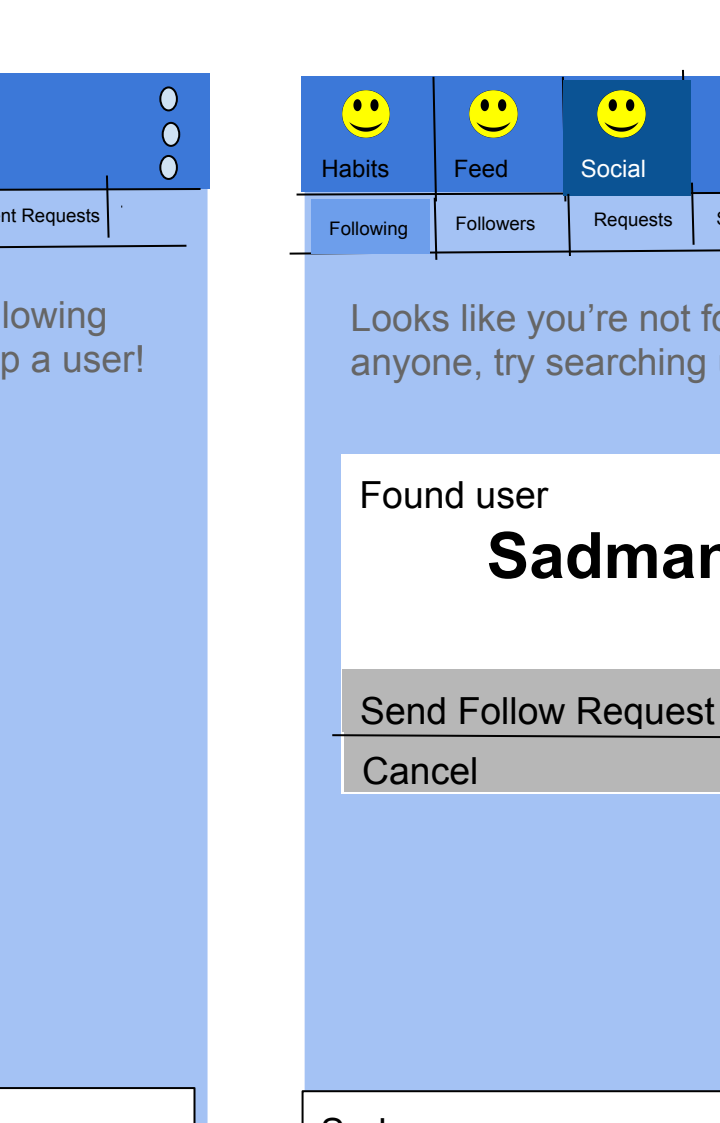 nt Requests
lowing
p a user!
Habits
Feed
Social
Following
Followers
Requests
Looks like you’re not fo
anyone, try searching
Found user
Sadman
Send Follow Request
Cancel